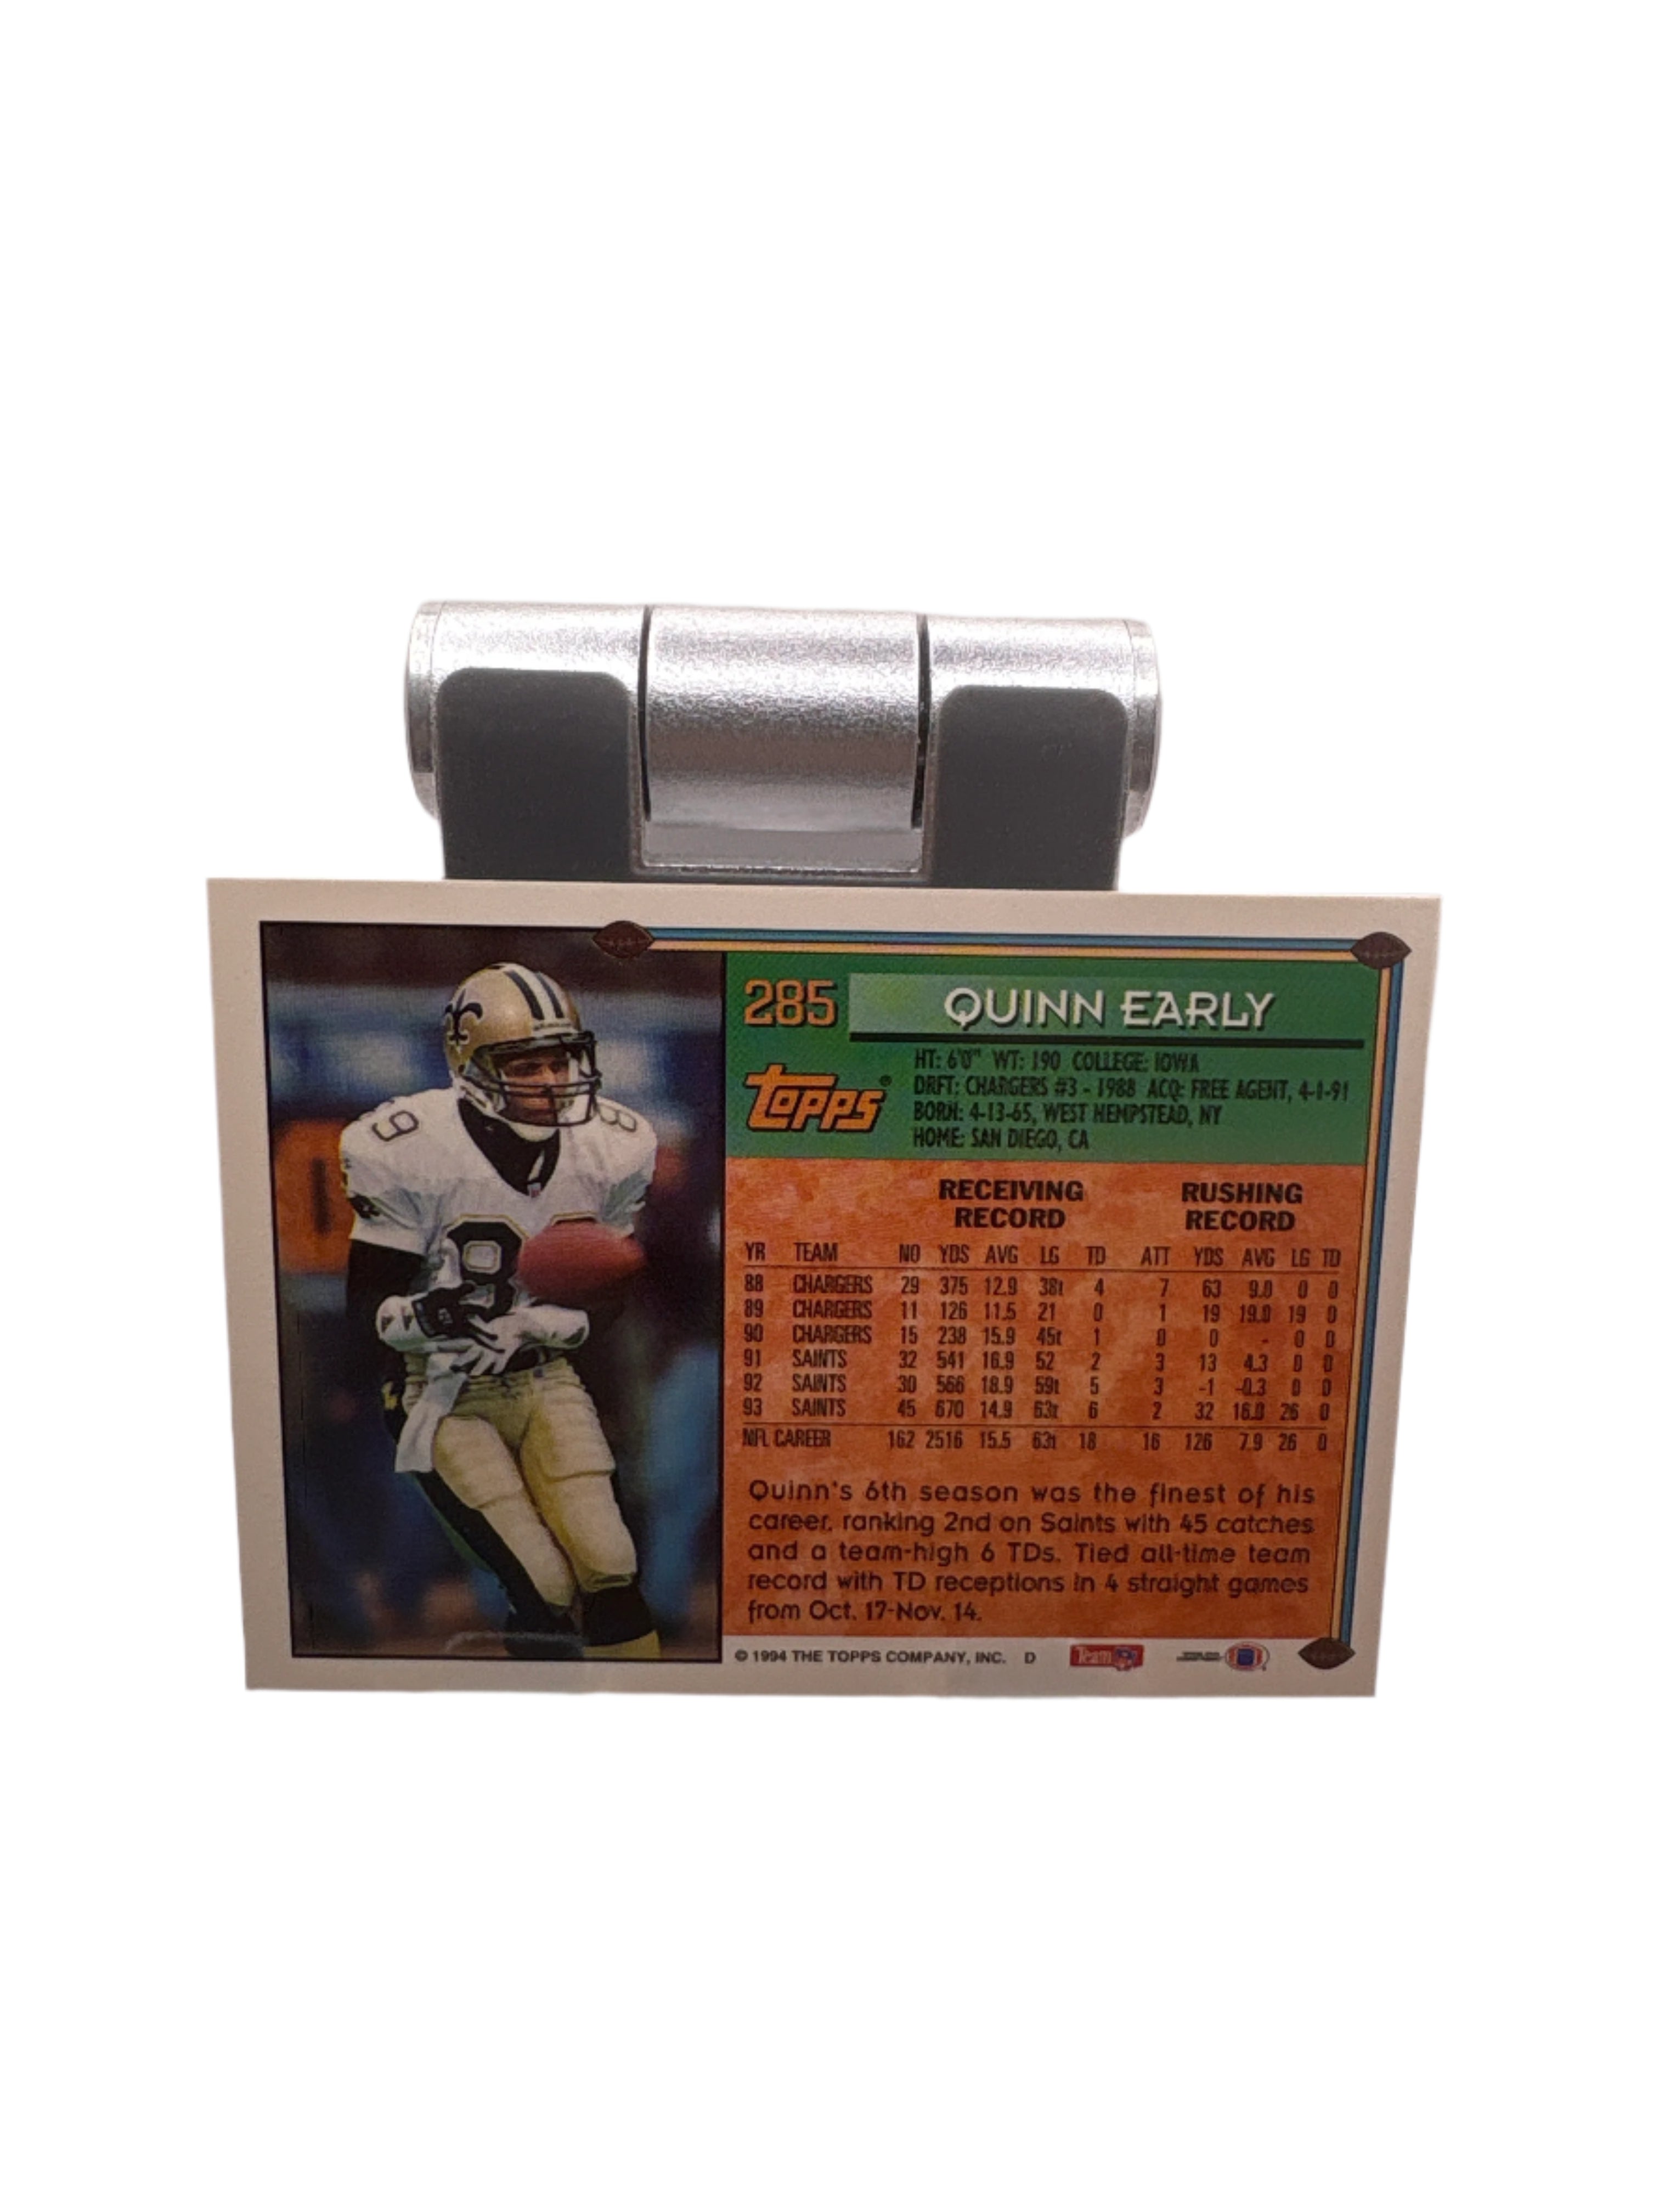 285 QUINN EARLY
Topps
HT: 6'0" WT: 190 COLLEGE: IOWA
DRFT: CHARGERS #3 - 1988 ACQ: FREE AGENT, 4-1-91
BORN: 4-13-65, WEST HEMPSTEAD, NY
HOME: SAN DIEGO, CA
RECEIVING RECORD RUSHING RECORD
YR TEAM NO YDS AVG LG TD ATT YDS AVG LG TD
88 CHARGERS 29 375 12.9 38t 4 7 63 9.0 0 0
89 CHARGERS 11 126 11.5 21 0 1 19 19.0 19 0
90 CHARGERS 15 238 15.9 45t 1 0 0 - 0 0
91 SAINTS 32 541 16.9 52 2 3 13 4.3 0 0
92 SAINTS 30 566 18.9 59t 5 3 -1 -0.3 0 0
93 SAINTS 45 670 14.9 63t 6 2 32 16.0 26 0
NFL CAREER 162 2516 15.5 63t 18 16 126 7.9 26 0
Quinn's 6th season was the finest of his
career, ranking 2nd on Saints with 45 catches
and a team-high 6 TDs. Tied all-time team
record with TD receptions in 4 straight games
from Oct. 17-Nov. 14.
© 1994 THE TOPPS COMPANY, INC. D Team
89
8